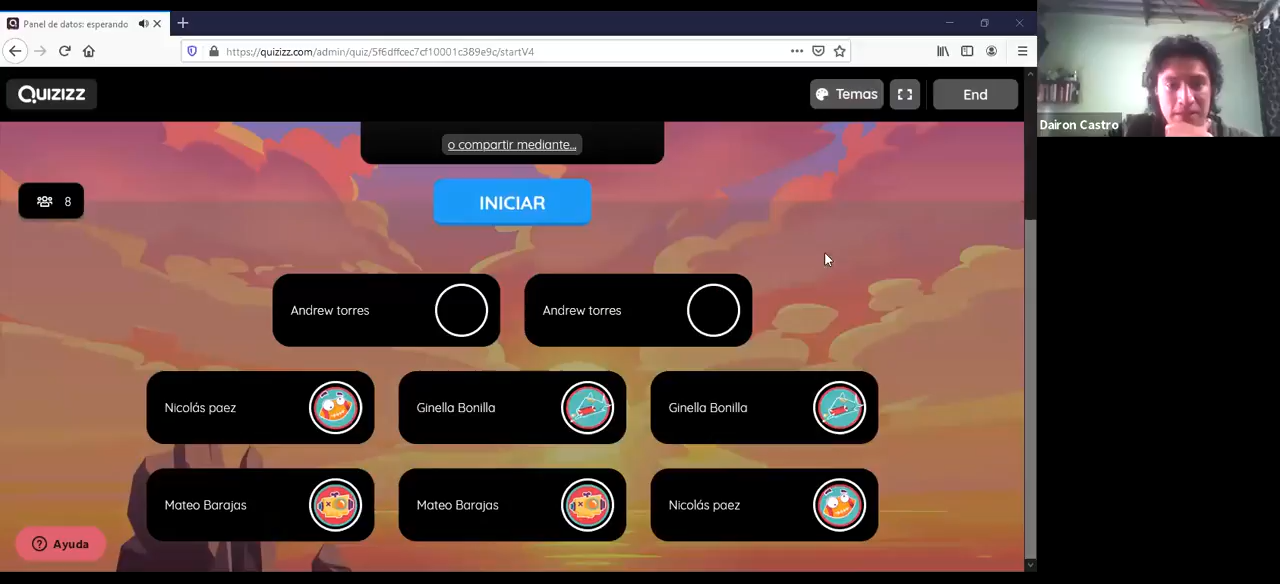 Panel de datos: esperando
https://quizizz.com/admin/quiz/5f6dffcec7cf10001c389e9c/startV4
Quizizz
Temas
End
Dairon Castro
o compartir mediante...
8
INICIAR
Andrew torres
Andrew torres
Nicolás paez
Ginella Bonilla
Ginella Bonilla
Mateo Barajas
Mateo Barajas
Nicolás paez
Ayuda